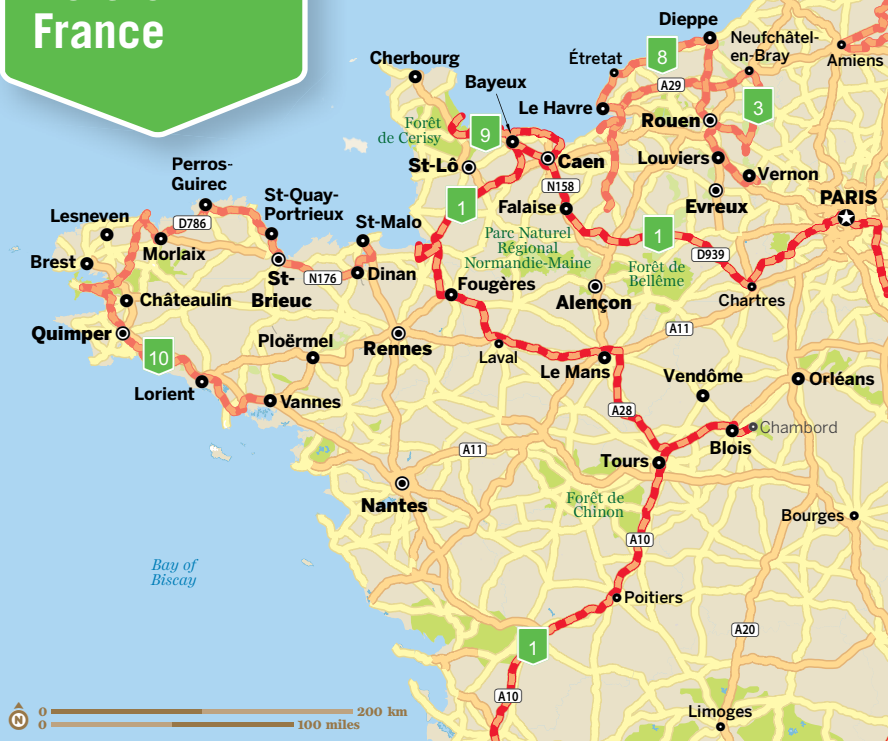 France
Dieppe
Neufchâtel-
en-Bray
Amiens
Cherbourg
Étretat
8
A29
Bayeux
Le Havre
3
Rouen
Forêt
de Cerisy
9
St-Lô
Caen
Louviers
Vernon
N158
Evreux
PARIS
Perros-
Guirec
St-Quay-
Portrieux
1
Falaise
Lesneven
D786
St-Malo
Parc Naturel
Régional
Normandie-Maine
1
D939
Morlaix
Brest
St-
Brieuc
N176
Dinan
Forêt de
Bellême
Châteaulin
Fougères
Alençon
Chartres
Quimper
Rennes
A11
10
Ploërmel
Laval
Le Mans
Vendôme
Orléans
Lorient
Vannes
A28
Chambord
Blois
A11
Tours
Nantes
Forêt de
Chinon
Bourges
A10
Bay of
Biscay
Poitiers
1
A20
A10
Limoges
N
0 200 km
0 100 miles